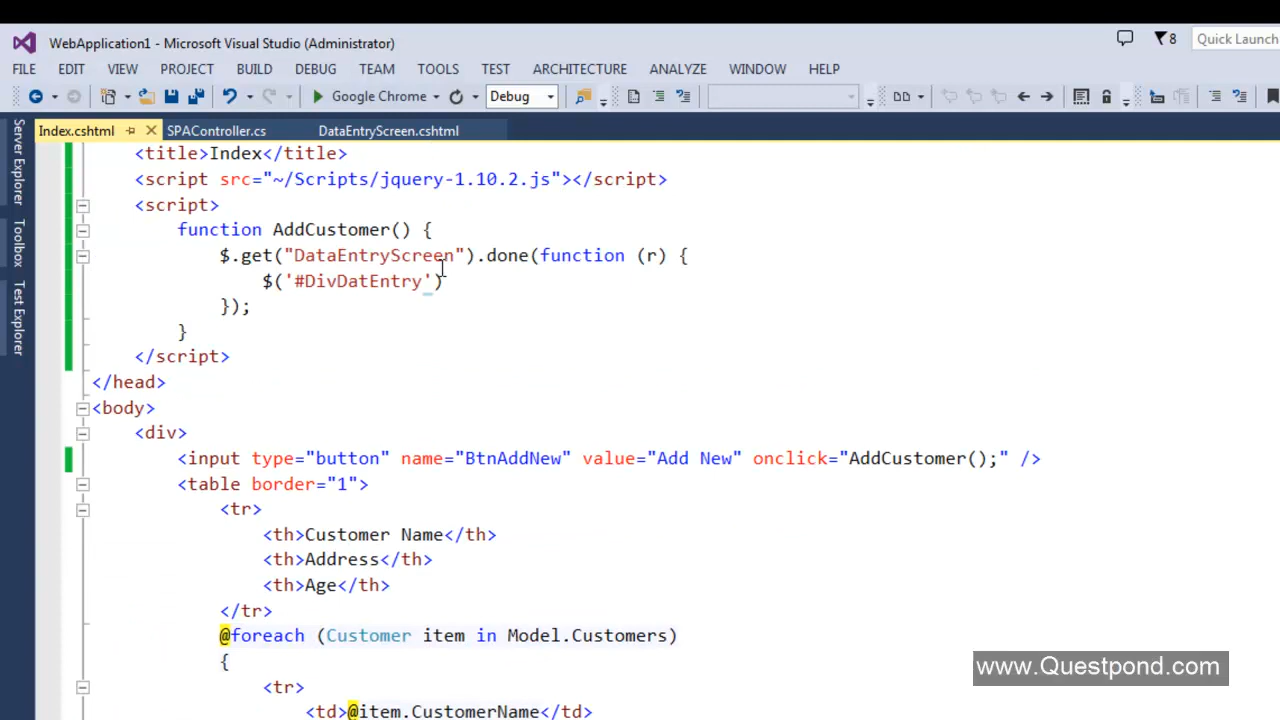 WebApplication1 - Microsoft Visual Studio (Administrator)
8
Quick Launch
FILE EDIT VIEW PROJECT BUILD DEBUG TEAM TOOLS TEST ARCHITECTURE ANALYZE WINDOW HELP
Google Chrome Debug
Index.cshtml SPAController.cs DataEntryScreen.cshtml
Server Explorer
Toolbox
Test Explorer
<title>Index</title>
<script src="~/Scripts/jquery-1.10.2.js"></script>
<script>
function AddCustomer() {
$.get("DataEntryScreen").done(function (r) {
$('#DivDatEntry')
});
}
</script>
</head>
<body>
<div>
<input type="button" name="BtnAddNew" value="Add New" onclick="AddCustomer();" />
<table border="1">
<tr>
<th>Customer Name</th>
<th>Address</th>
<th>Age</th>
</tr>
@foreach (Customer item in Model.Customers)
{
<tr>
<td>@item.CustomerName</td>
www.Questpond.com